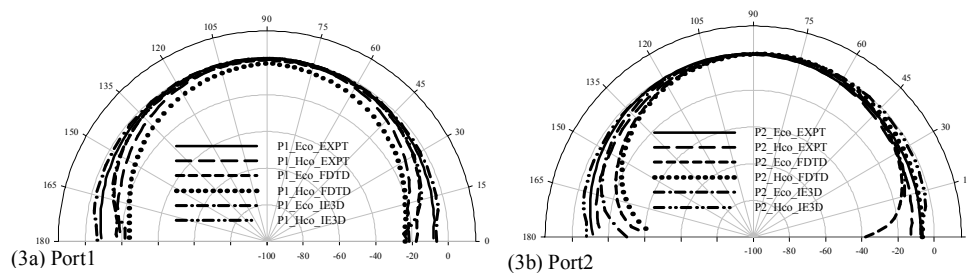 90
105
75
120
60
135
45
150
30
165
15
180
0
-100
-80
-60
-40
-20
0
P1_Eco_EXPT
P1_Hco_EXPT
P1_Eco_FDTD
P1_Hco_FDTD
P1_Eco_IE3D
P1_Hco_IE3D
(3a) Port1
90
105
75
120
60
135
45
150
30
165
1
180
-100
-80
-60
-40
-20
0
P2_Eco_EXPT
P2_Hco_EXPT
P2_Eco_FDTD
P2_Hco_FDTD
P2_Eco_IE3D
P2_Hco_IE3D
(3b) Port2